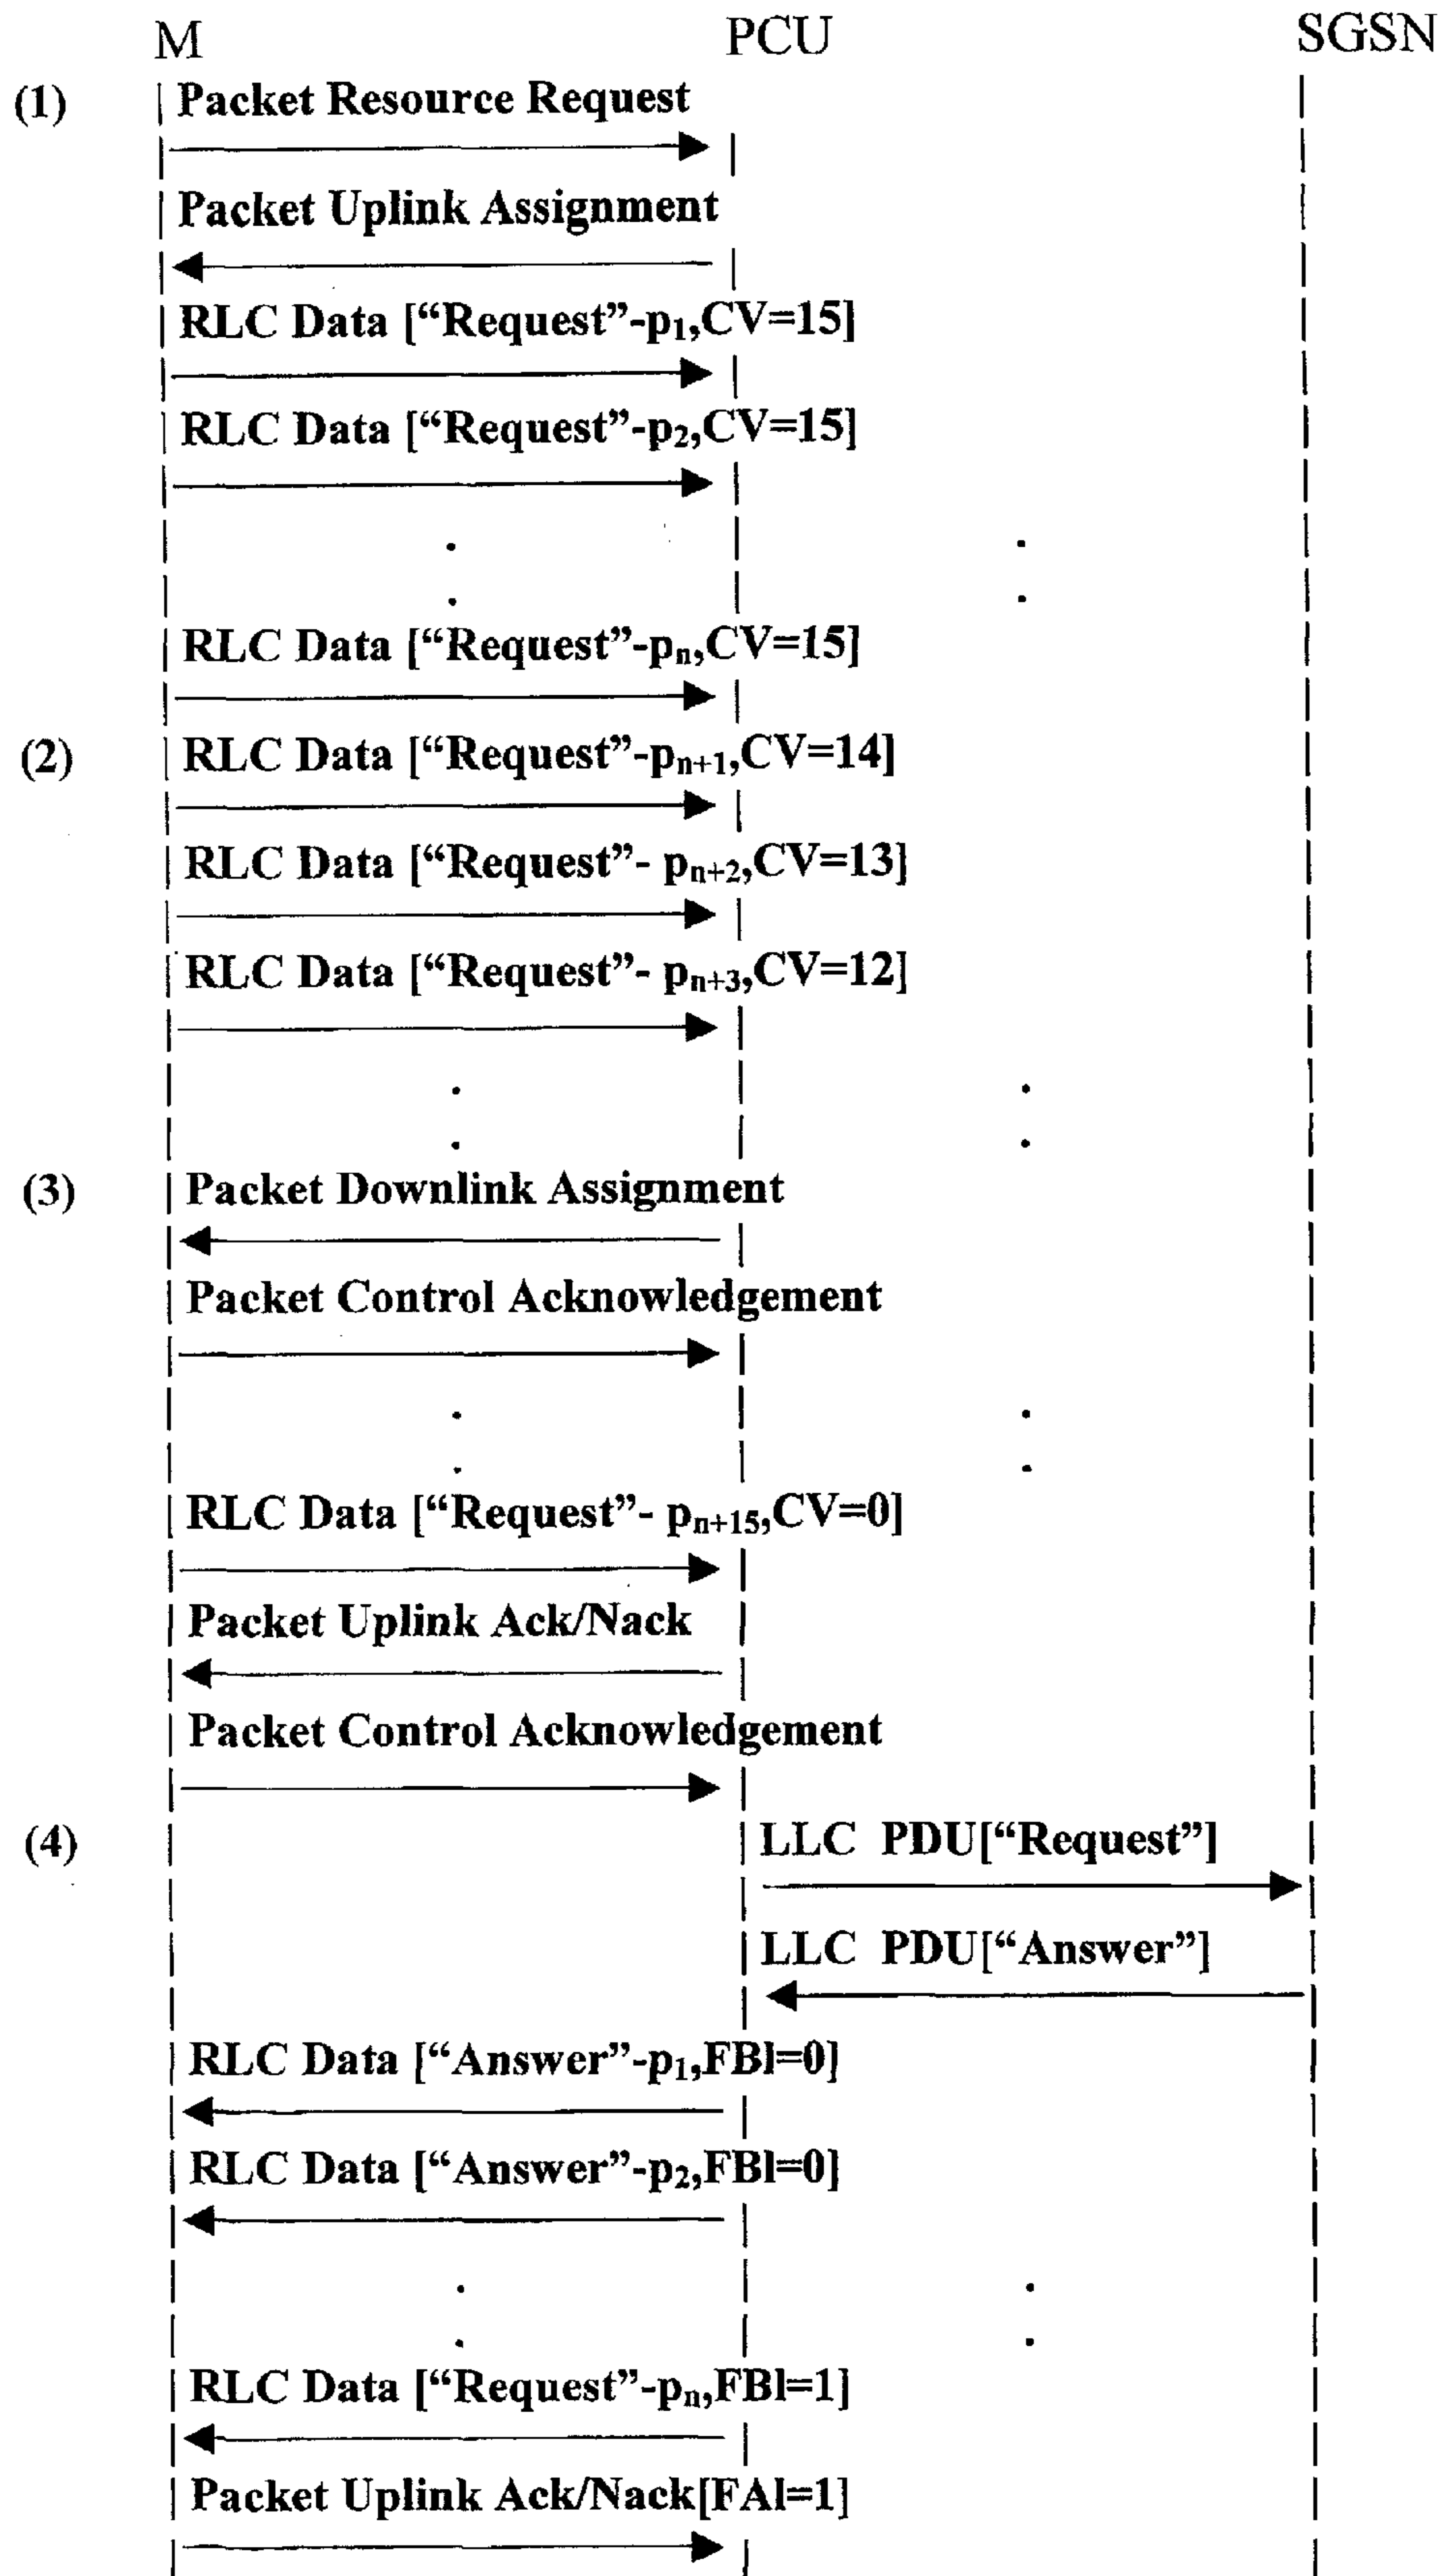 M PCU SGSN
(1) Packet Resource Request
Packet Uplink Assignment
RLC Data [“Request”-p1,CV=15]
RLC Data [“Request”-p2,CV=15]
RLC Data [“Request”-pn,CV=15]
(2) RLC Data [“Request”-pn+1,CV=14]
RLC Data [“Request”- pn+2,CV=13]
RLC Data [“Request”- pn+3,CV=12]
(3) Packet Downlink Assignment
Packet Control Acknowledgement
RLC Data [“Request”- pn+15,CV=0]
Packet Uplink Ack/Nack
Packet Control Acknowledgement
(4) LLC PDU[“Request”]
LLC PDU[“Answer”]
RLC Data [“Answer”-p1,FBI=0]
RLC Data [“Answer”-p2,FBI=0]
RLC Data [“Request”-pn,FBI=1]
Packet Uplink Ack/Nack[FAI=1]